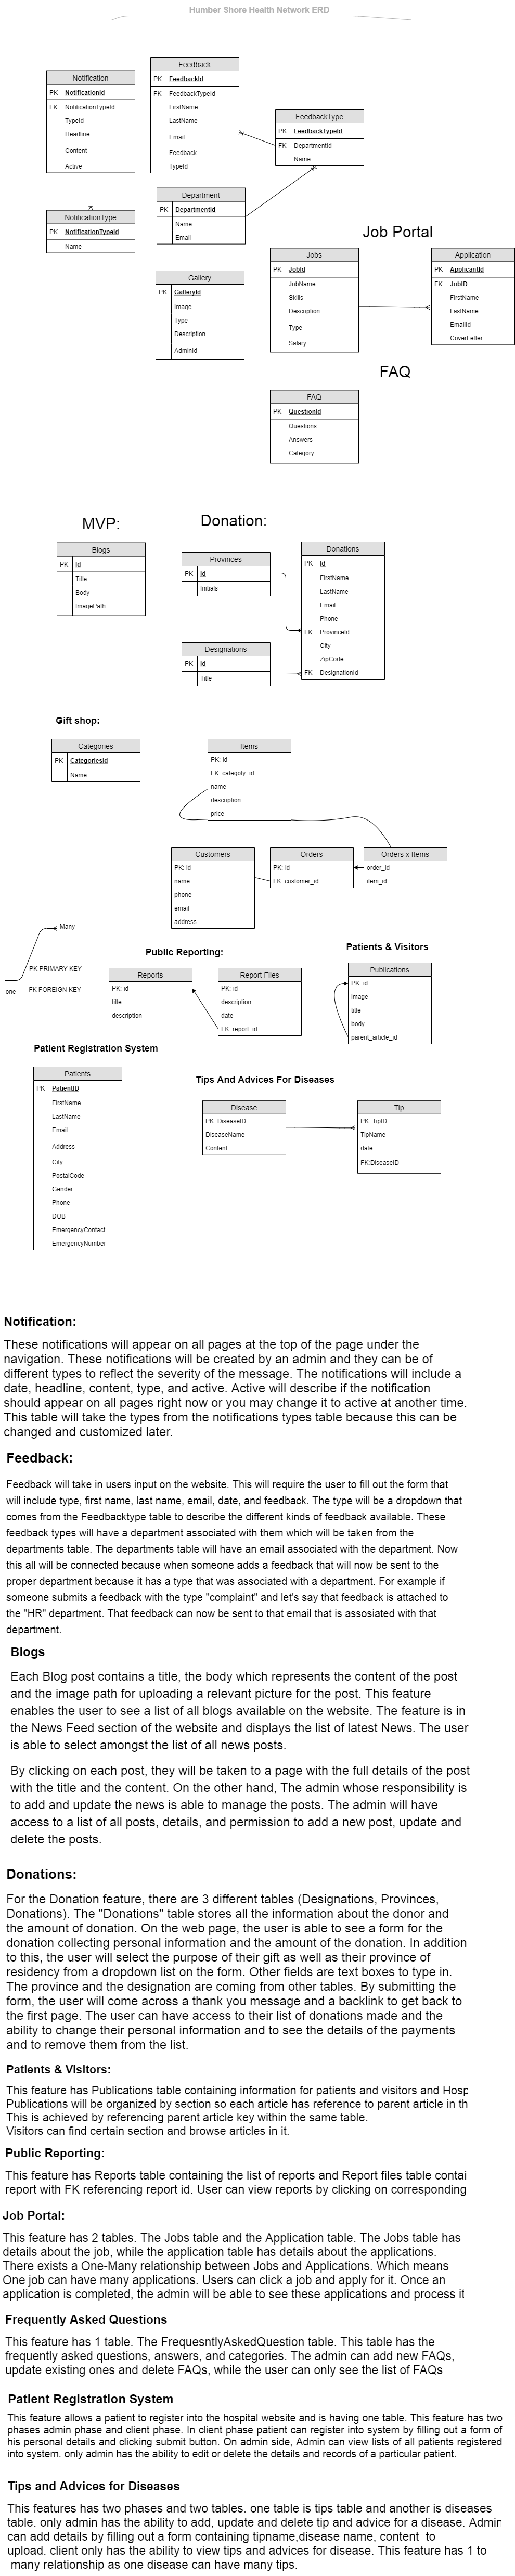 Humber Shore Health Network ERD
Notification
PK NotificationId
FK NotificationTypeId
TypeId
Headline
Content
Active
Feedback
PK FeedbackId
FK FeedbackTypeId
FirstName
LastName
Email
Feedback
TypeId
FeedbackType
PK FeedbackTypeId
FK DepartmentId
Name
NotificationType
PK NotificationTypeId
Name
Department
PK DepartmentId
Name
Email
Job Portal
Gallery
PK GalleryId
Image
Type
Description
AdminId
Jobs
PK JobId
JobName
Skills
Description
Type
Salary
Application
PK ApplicantId
FK JobID
FirstName
LastName
EmailId
CoverLetter
FAQ
FAQ
PK QuestionId
Questions
Answers
Category
MVP:
Donation:
Blogs
PK Id
Title
Body
ImagePath
Provinces
PK Id
Initials
Designations
PK Id
Title
Donations
PK Id
FirstName
LastName
Email
Phone
FK ProvinceId
City
ZipCode
FK DesignationId
Gift shop:
Categories
PK CategoriesId
Name
Items
PK: id
FK: categoty_id
name
description
price
Customers
PK: id
name
phone
email
address
Orders
PK: id
FK: customer_id
Orders x Items
order_id
item_id
Many
one
PK PRIMARY KEY
FK FOREIGN KEY
Public Reporting:
Reports
PK: id
title
description
Report Files
PK: id
description
date
FK: report_id
Patients & Visitors
Publications
PK: id
image
title
body
parent_article_id
Patient Registration System
Patients
PK PatientID
FirstName
LastName
Email
Address
City
PostalCode
Gender
Phone
DOB
EmergencyContact
EmergencyNumber
Tips And Advices For Diseases
Disease
PK: DiseaseID
DiseaseName
Content
Tip
PK: TipID
TipName
date
FK:DiseaseID
Notification:
These notifications will appear on all pages at the top of the page under the
navigation. These notifications will be created by an admin and they can be of
different types to reflect the severity of the message. The notifications will include a
date, headline, content, type, and active. Active will describe if the notification
should appear on all pages right now or you may change it to active at another time.
This table will take the types from the notifications types table because this can be
changed and customized later.
Feedback:
Feedback will take in users input on the website. This will require the user to fill out the form that
will include type, first name, last name, email, date, and feedback. The type will be a dropdown that
comes from the Feedbacktype table to describe the different kinds of feedback available. These
feedback types will have a department associated with them which will be taken from the
departments table. The departments table will have an email associated with the department. Now
this all will be connected because when someone adds a feedback that will now be sent to the
proper department because it has a type that was associated with a department. For example if
someone submits a feedback with the type "complaint" and let's say that feedback is attached to
the "HR" department. That feedback can now be sent to that email that is assosiated with that
department.
Blogs
Each Blog post contains a title, the body which represents the content of the post
and the image path for uploading a relevant picture for the post. This feature
enables the user to see a list of all blogs available on the website. The feature is in
the News Feed section of the website and displays the list of latest News. The user
is able to select amongst the list of all news posts.
By clicking on each post, they will be taken to a page with the full details of the post
with the title and the content. On the other hand, The admin whose responsibility is
to add and update the news is able to manage the posts. The admin will have
access to a list of all posts, details, and permission to add a new post, update and
delete the posts.
Donations:
For the Donation feature, there are 3 different tables (Designations, Provinces,
Donations). The "Donations" table stores all the information about the donor and
the amount of donation. On the web page, the user is able to see a form for the
donation collecting personal information and the amount of the donation. In addition
to this, the user will select the purpose of their gift as well as their province of
residency from a dropdown list on the form. Other fields are text boxes to type in.
The province and the designation are coming from other tables. By submitting the
form, the user will come across a thank you message and a backlink to get back to
the first page. The user can have access to their list of donations made and the
ability to change their personal information and to see the details of the payments
and to remove them from the list.
Patients & Visitors:
This feature has Publications table containing information for patients and visitors and Hosp
Publications will be organized by section so each article has reference to parent article in th
This is achieved by referencing parent article key within the same table.
Visitors can find certain section and browse articles in it.
Public Reporting:
This feature has Reports table containing the list of reports and Report files table contai
report with FK referencing report id. User can view reports by clicking on corresponding
Job Portal:
This feature has 2 tables. The Jobs table and the Application table. The Jobs table has
details about the job, while the application table has details about the applications.
There exists a One-Many relationship between Jobs and Applications. Which means
One job can have many applications. Users can click a job and apply for it. Once an
application is completed, the admin will be able to see these applications and process it
Frequently Asked Questions
This feature has 1 table. The FrequesntlyAskedQuestion table. This table has the
frequently asked questions, answers, and categories. The admin can add new FAQs,
update existing ones and delete FAQs, while the user can only see the list of FAQs
Patient Registration System
This feature allows a patient to register into the hospital website and is having one table. This feature has two
phases admin phase and client phase. In client phase patient can register into system by filling out a form of
his personal details and clicking submit button. On admin side, Admin can view lists of all patients registered
into system. only admin has the ability to edit or delete the details and records of a particular patient.
Tips and Advices for Diseases
This features has two phases and two tables. one table is tips table and another is diseases
table. only admin has the ability to add, update and delete tip and advice for a disease. Admin
can add details by filling out a form containing tipname,disease name, content to
upload. client only has the ability to view tips and advices for disease. This feature has 1 to
many relationship as one disease can have many tips.